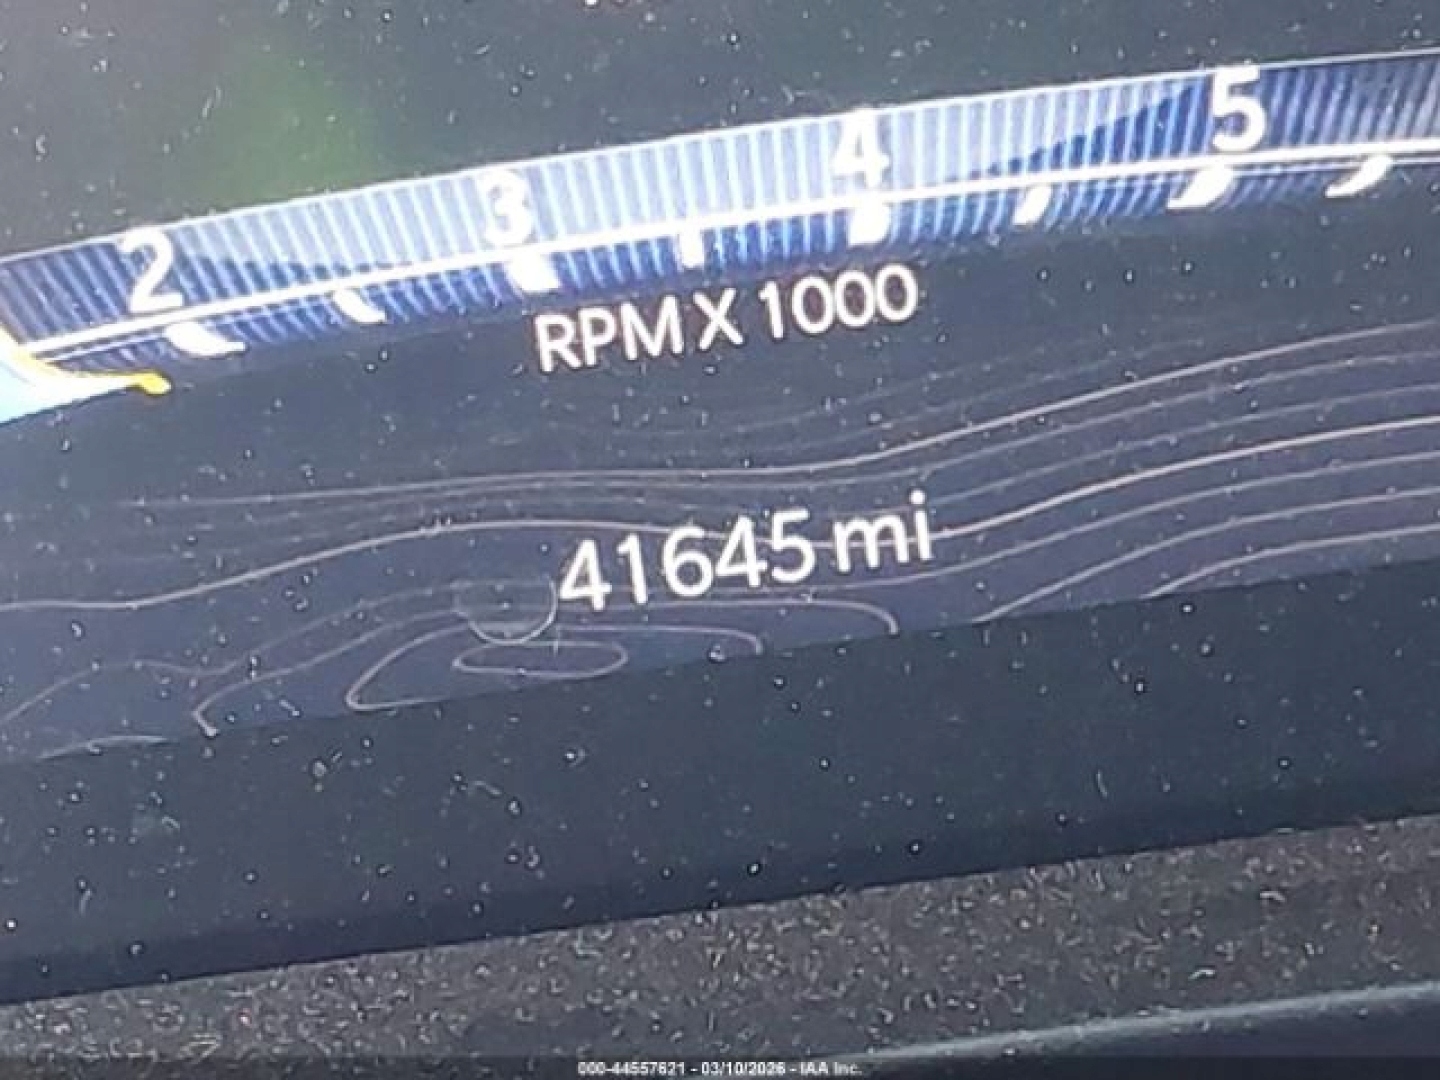 2 3 4 5
RPM X 1000
41645 mi
000-44557621 - 03/10/2026 - IAA Inc.